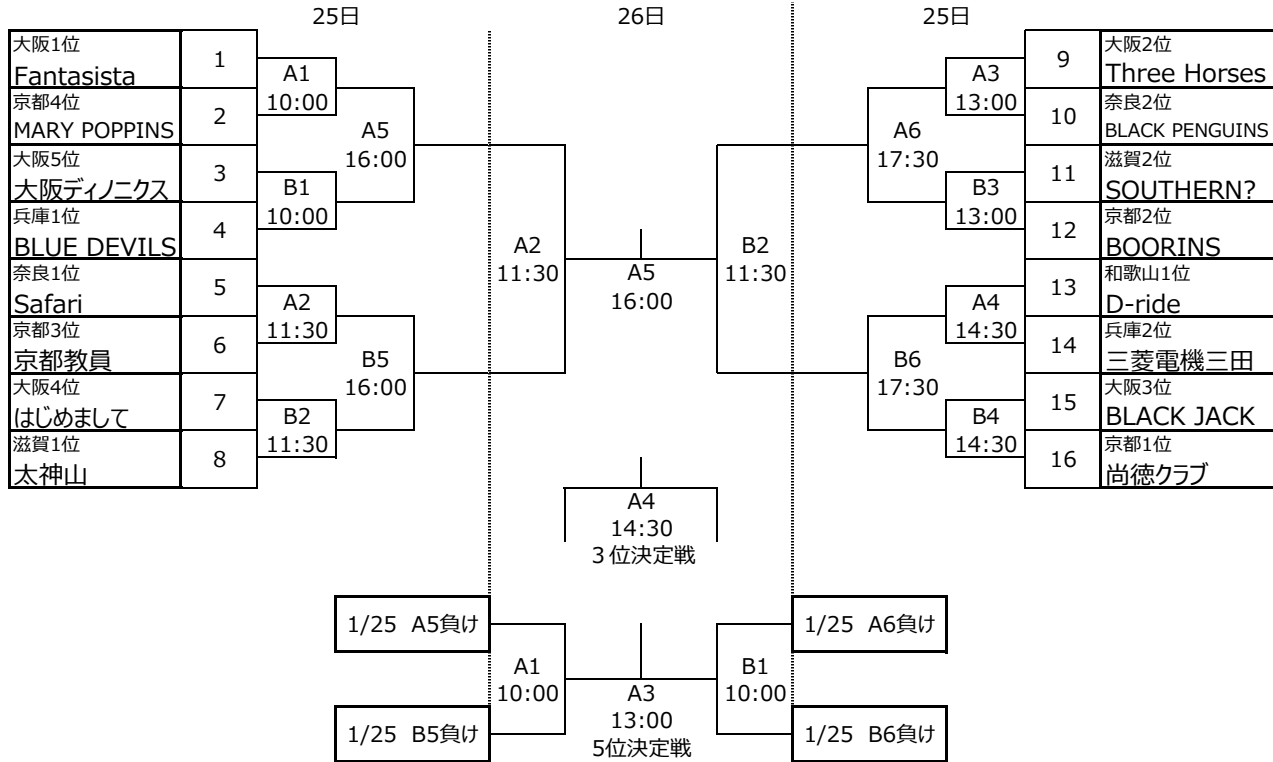 25日
26日
25日
大阪1位
Fantasista
1
京都4位
MARY POPPINS
2
大阪5位
大阪ディノニクス
3
兵庫1位
BLUE DEVILS
4
奈良1位
Safari
5
京都3位
京都教員
6
大阪4位
はじめまして
7
滋賀1位
太神山
8
A1
10:00
B1
10:00
A2
11:30
B2
11:30
A5
16:00
B5
16:00
A2
11:30
A5
16:00
B2
11:30
A6
17:30
B6
17:30
A3
13:00
B3
13:00
A4
14:30
B4
14:30
9
大阪2位
Three Horses
10
奈良2位
BLACK PENGUINS
11
滋賀2位
SOUTHERN?
12
京都2位
BOORINS
13
和歌山1位
D-ride
14
兵庫2位
三菱電機三田
15
大阪3位
BLACK JACK
16
京都1位
尚徳クラブ
A4
14:30
3位決定戦
1/25 A5負け
1/25 B5負け
A1
10:00
A3
13:00
5位決定戦
B1
10:00
1/25 A6負け
1/25 B6負け